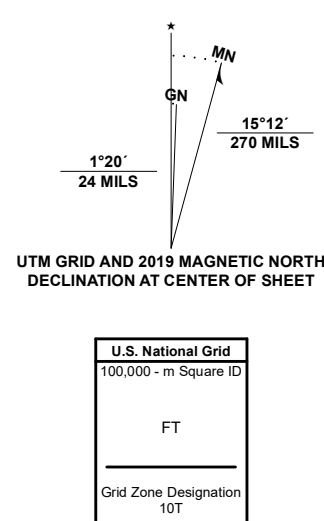 ★
MN
GN
15°12´
270 MILS
1°20´
24 MILS
UTM GRID AND 2019 MAGNETIC NORTH
DECLINATION AT CENTER OF SHEET
U.S. National Grid
100,000 - m Square ID
FT
Grid Zone Designation
10T